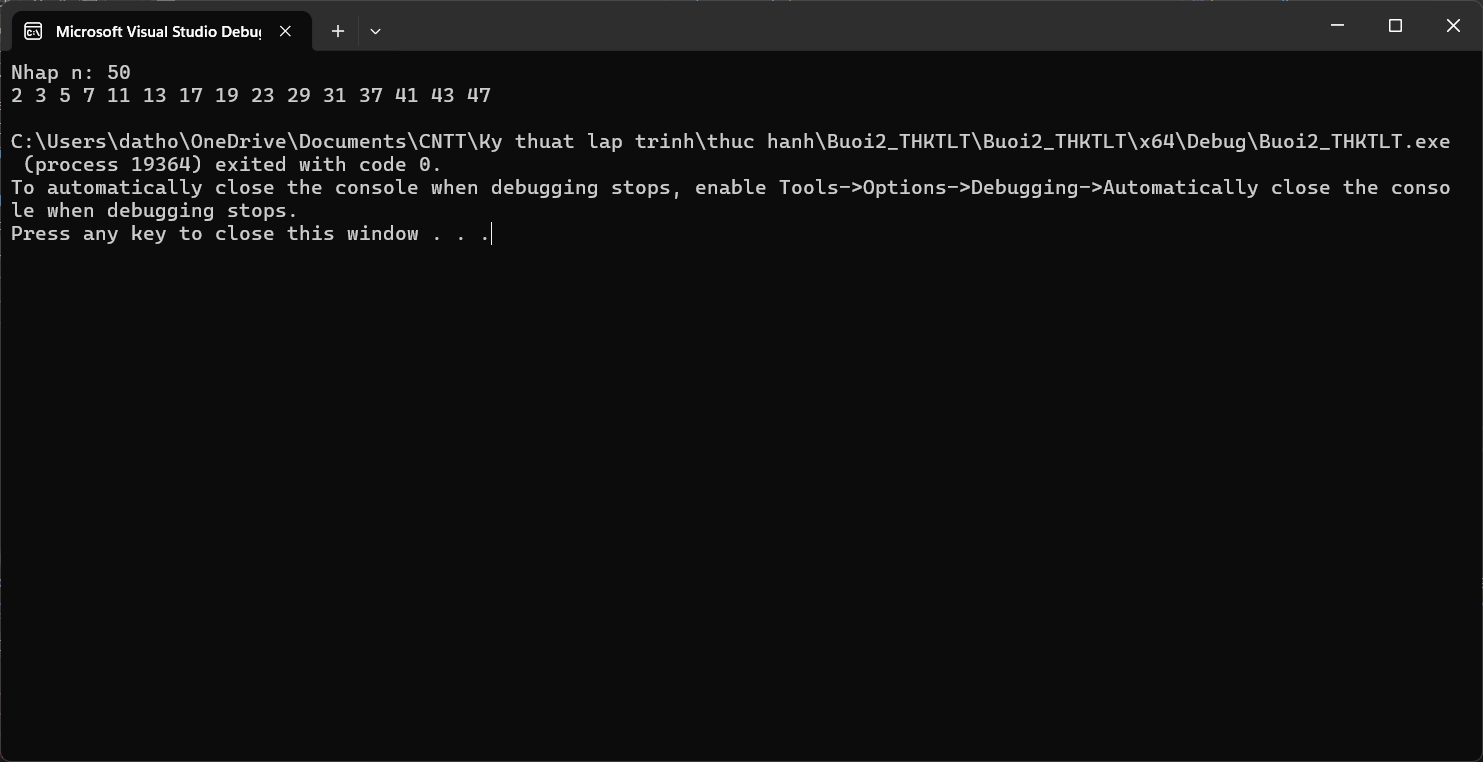 Microsoft Visual Studio Debu
Nhap n: 50
2 3 5 7 11 13 17 19 23 29 31 37 41 43 47
C:\Users\datho\OneDrive\Documents\CNTT\Ky thuat lap trinh\thuc hanh\Buoi2_THKTLT\Buoi2_THKTLT\x64\Debug\Buoi2_THKTLT.exe
(process 19364) exited with code 0.
To automatically close the console when debugging stops, enable Tools->Options->Debugging->Automatically close the conso
le when debugging stops.
Press any key to close this window . . .